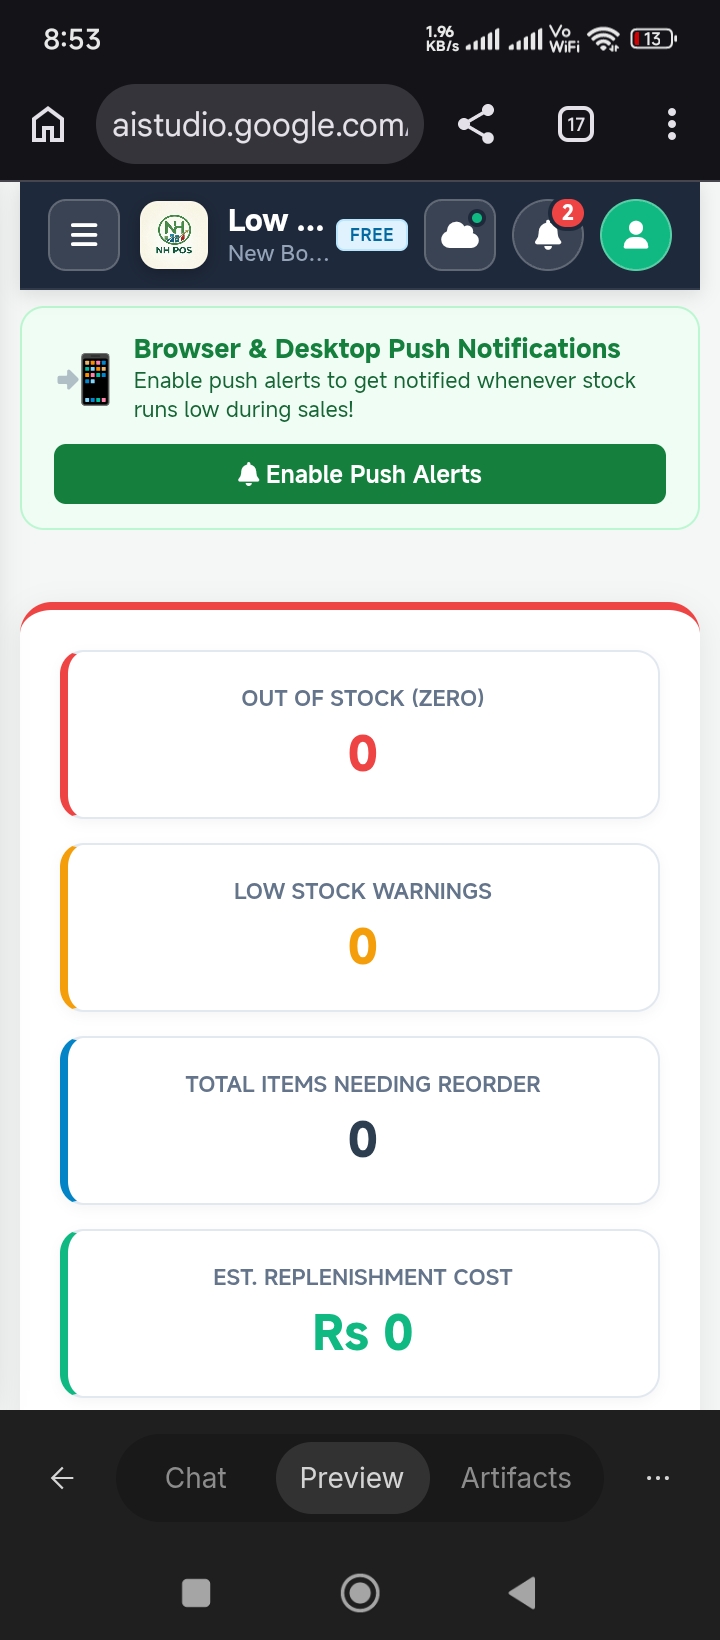 8:53
1.96
KB/s
Vo
WiFi
13
aistudio.google.com/
17
NH
NH POS
Low ...
New Bo...
FREE
2
Browser & Desktop Push Notifications
Enable push alerts to get notified whenever stock
runs low during sales!
Enable Push Alerts
OUT OF STOCK (ZERO)
0
LOW STOCK WARNINGS
0
TOTAL ITEMS NEEDING REORDER
0
EST. REPLENISHMENT COST
Rs 0
Chat
Preview
Artifacts